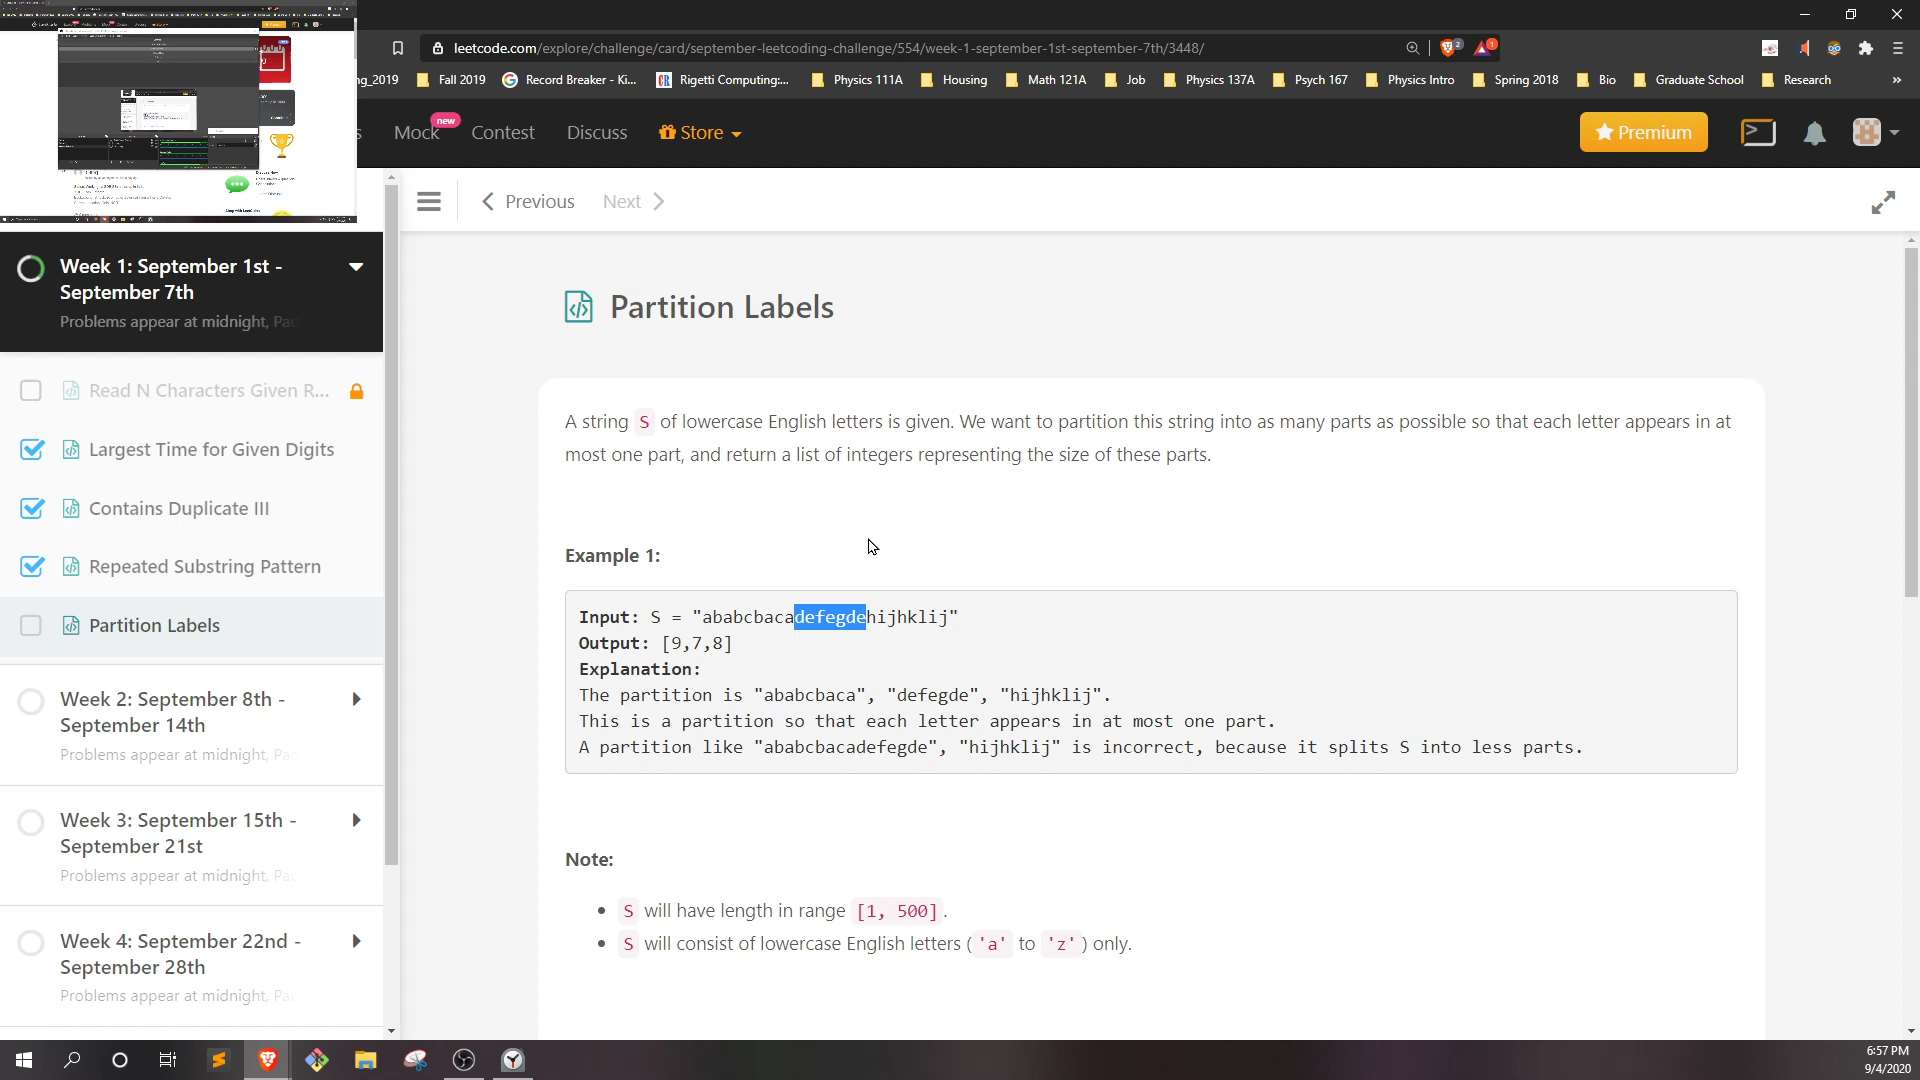 leetcode.com/explore/challenge/card/september-leetcoding-challenge/554/week-1-september-1st-september-7th/3448/
2
1
g_2019
Fall 2019
Record Breaker - Ki...
CR
Rigetti Computing:...
Physics 111A
Housing
Math 121A
Job
Physics 137A
Psych 167
Physics Intro
Spring 2018
Bio
Graduate School
Research
»
s
Mock
new
Contest
Discuss
Store
Premium
Previous
Next
Week 1: September 1st -
September 7th
Problems appear at midnight, Pac
Read N Characters Given R...
Largest Time for Given Digits
Contains Duplicate III
Repeated Substring Pattern
Partition Labels
Week 2: September 8th -
September 14th
Problems appear at midnight, Pac
Week 3: September 15th -
September 21st
Problems appear at midnight, Pac
Week 4: September 22nd -
September 28th
Problems appear at midnight, Pac
Partition Labels
A string S of lowercase English letters is given. We want to partition this string into as many parts as possible so that each letter appears in at
most one part, and return a list of integers representing the size of these parts.
Example 1:
Input: S = "ababcbacadefegdehijhklij"
Output: [9,7,8]
Explanation:
The partition is "ababcbaca", "defegde", "hijhklij".
This is a partition so that each letter appears in at most one part.
A partition like "ababcbacadefegde", "hijhklij" is incorrect, because it splits S into less parts.
Note:
• S will have length in range [1, 500].
• S will consist of lowercase English letters ('a' to 'z') only.
6:57 PM
9/4/2020